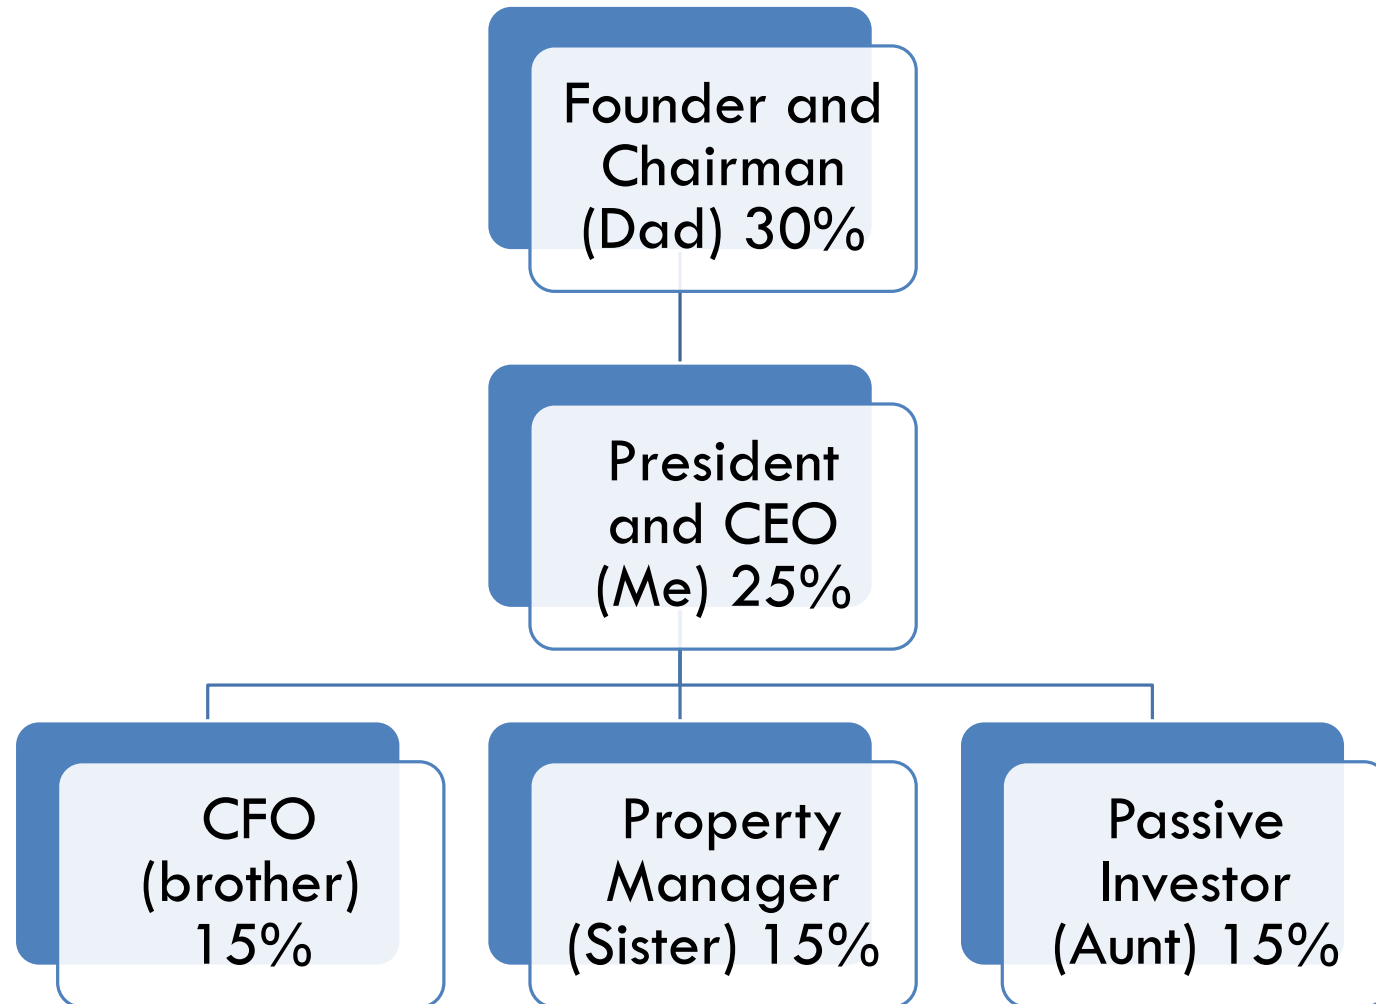 Founder and
Chairman
(Dad) 30%
President
and CEO
(Me) 25%
CFO
(brother)
15%
Property
Manager
(Sister) 15%
Passive
Investor
(Aunt) 15%